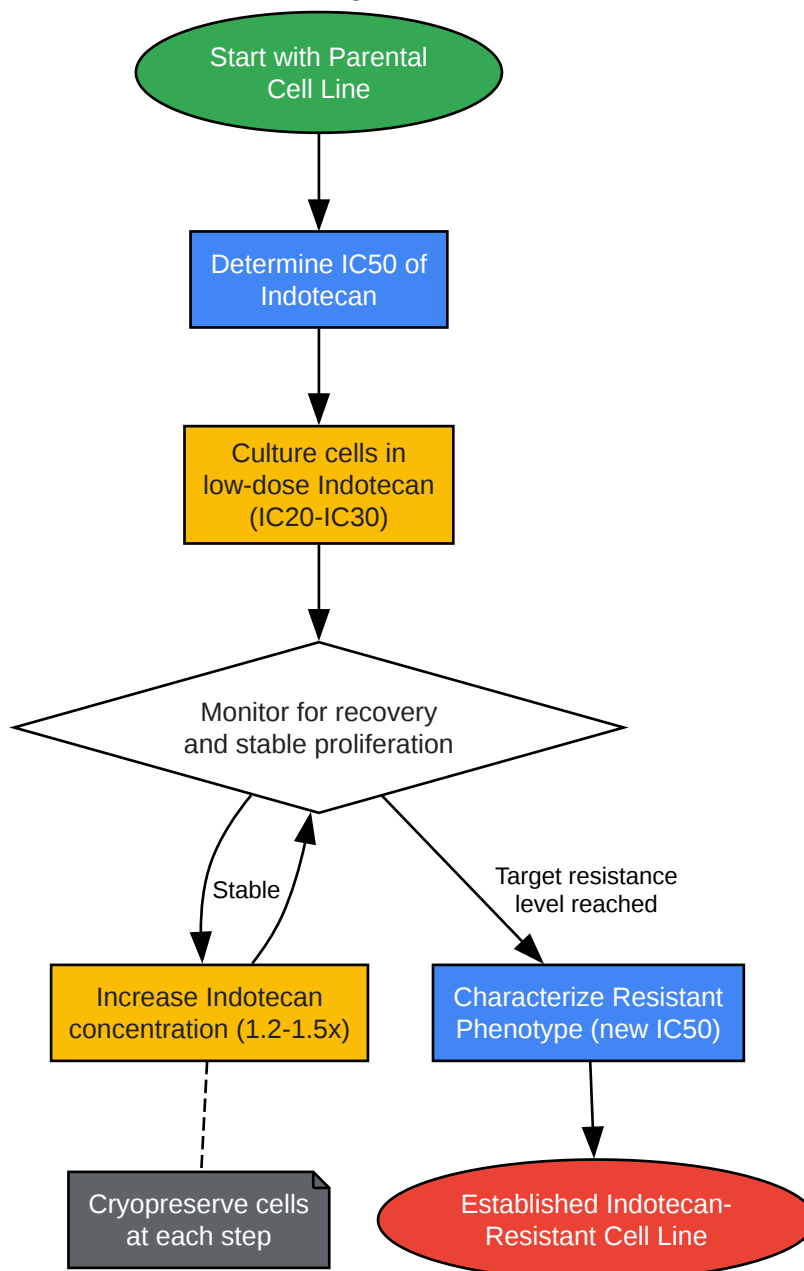 Start with Parental
Cell Line
Determine IC50 of
Indotecan
Culture cells in
low-dose Indotecan
(IC20-IC30)
Monitor for recovery
and stable proliferation
Stable
Target resistance
level reached
Increase Indotecan
concentration (1.2-1.5x)
Characterize Resistant
Phenotype (new IC50)
Cryopreserve cells
at each step
Established Indotecan-
Resistant Cell Line